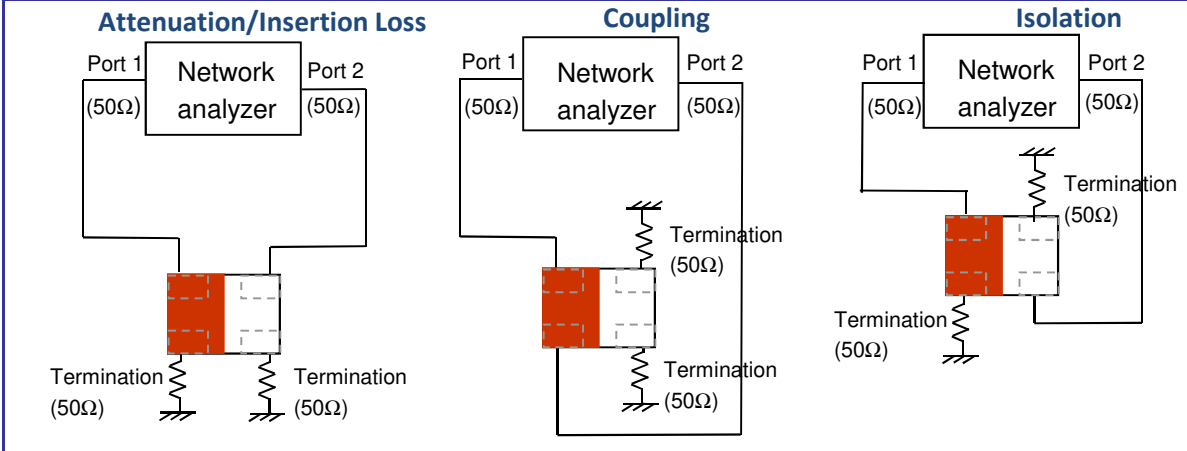 Attenuation/Insertion Loss
Port 1
(50Ω)
Network
analyzer
Port 2
(50Ω)
Termination
(50Ω)
Termination
(50Ω)
Coupling
Port 1
(50Ω)
Network
analyzer
Port 2
(50Ω)
Termination
(50Ω)
Termination
(50Ω)
Isolation
Port 1
(50Ω)
Network
analyzer
Port 2
(50Ω)
Termination
(50Ω)
Termination
(50Ω)